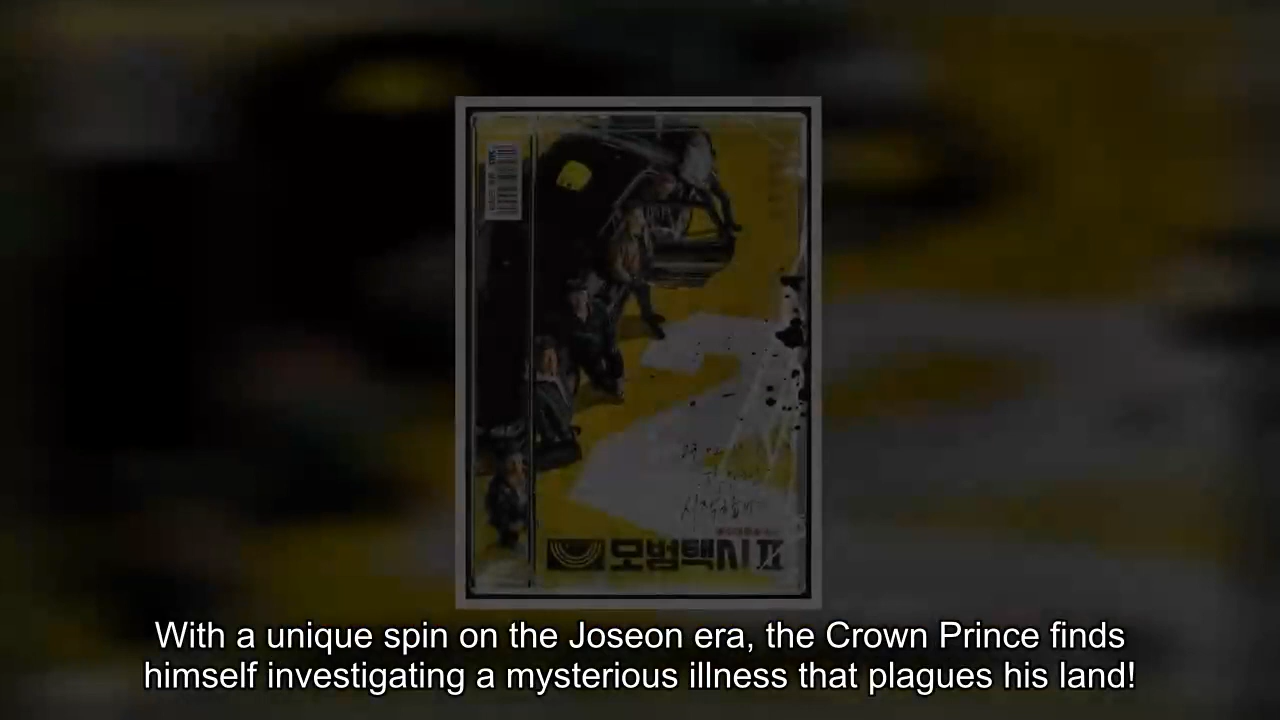 모범택시 II
With a unique spin on the Joseon era, the Crown Prince finds
himself investigating a mysterious illness that plagues his land!